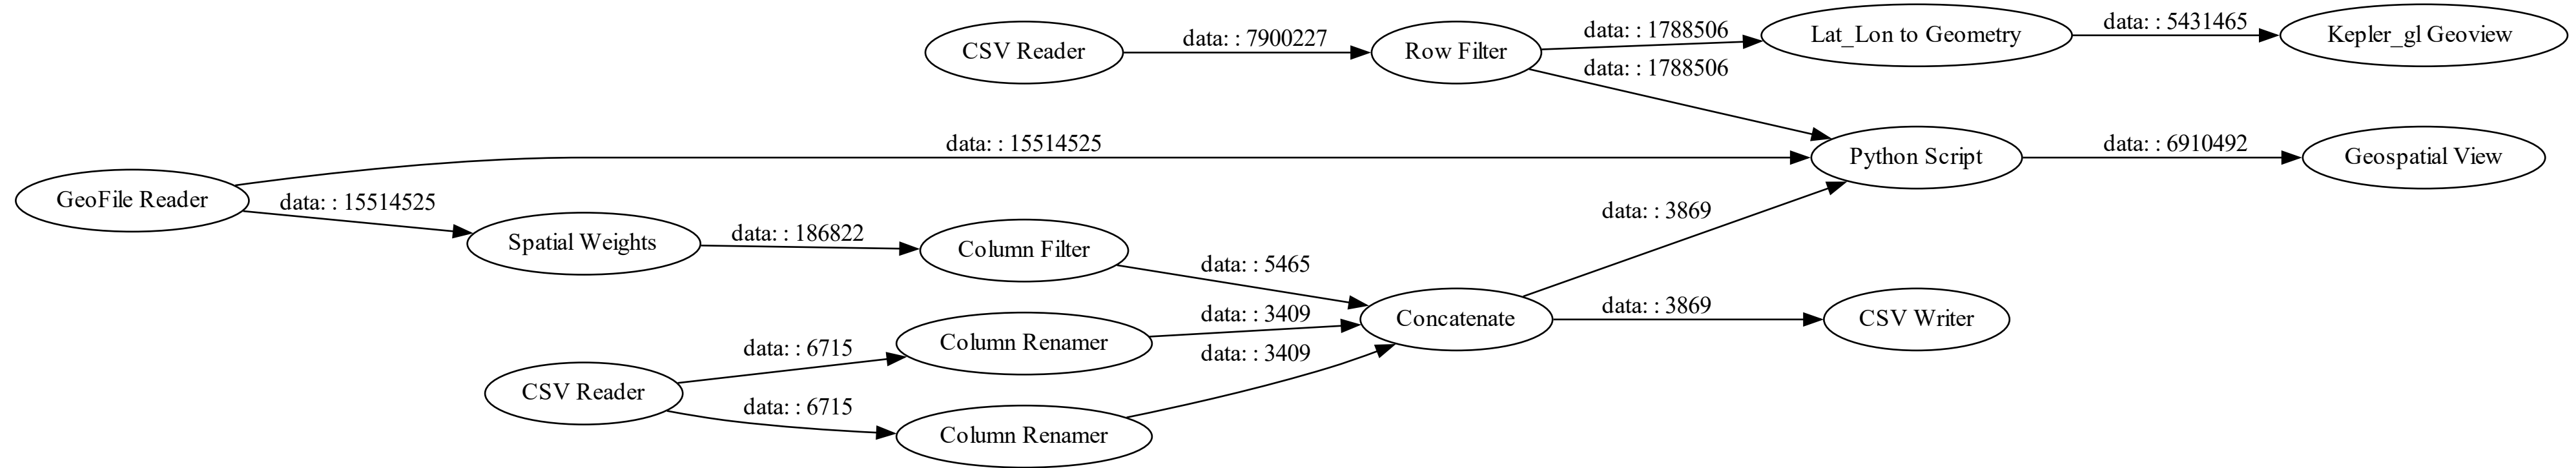 CSV Reader
data: : 7900227
Row Filter
data: : 1788506
Lat_Lon to Geometry
data: : 5431465
Kepler_gl Geoview
data: : 1788506
data: : 15514525
Python Script
data: : 6910492
Geospatial View
GeoFile Reader
data: : 15514525
Spatial Weights
data: : 186822
Column Filter
data: : 5465
data: : 3869
Column Renamer
data: : 3409
Concatenate
data: : 3869
CSV Writer
CSV Reader
data: : 6715
data: : 3409
data: : 6715
Column Renamer